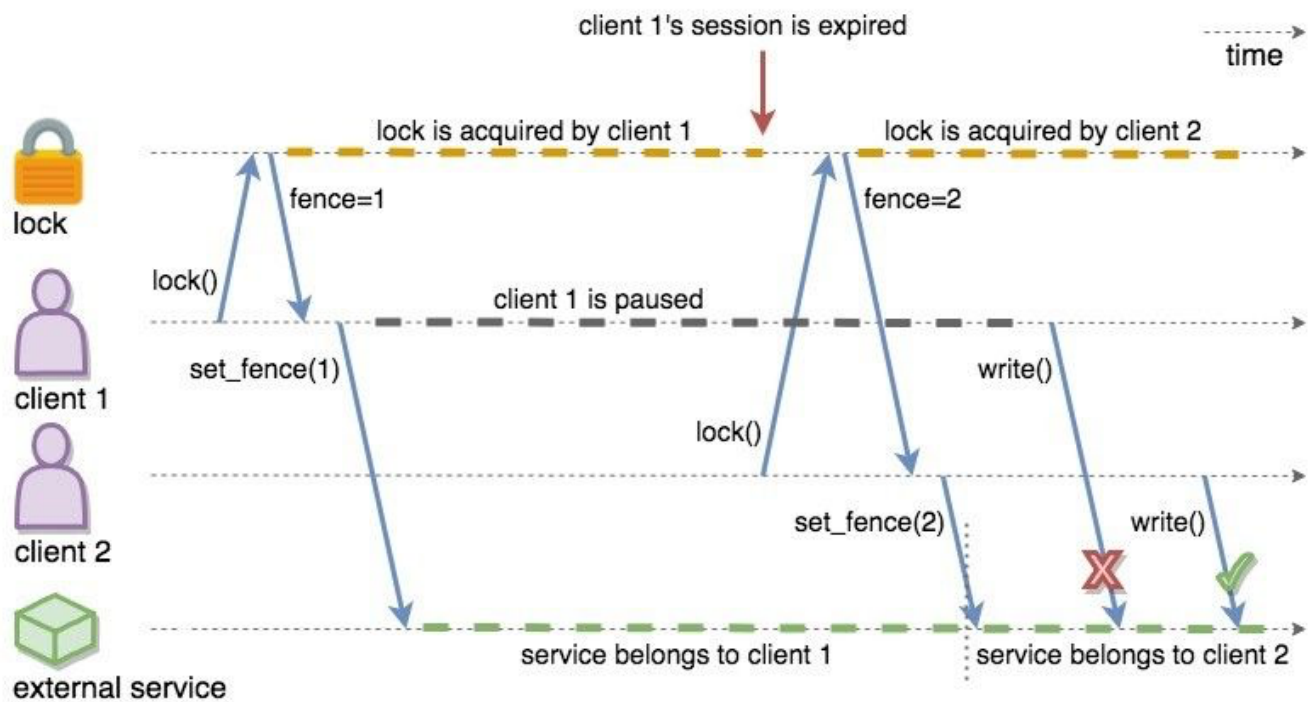 client 1's session is expired
time
lock is acquired by client 1
lock is acquired by client 2
fence=1
fence=2
lock
lock()
client 1 is paused
set_fence(1)
write()
client 1
lock()
set_fence(2)
write()
client 2
service belongs to client 1
service belongs to client 2
external service